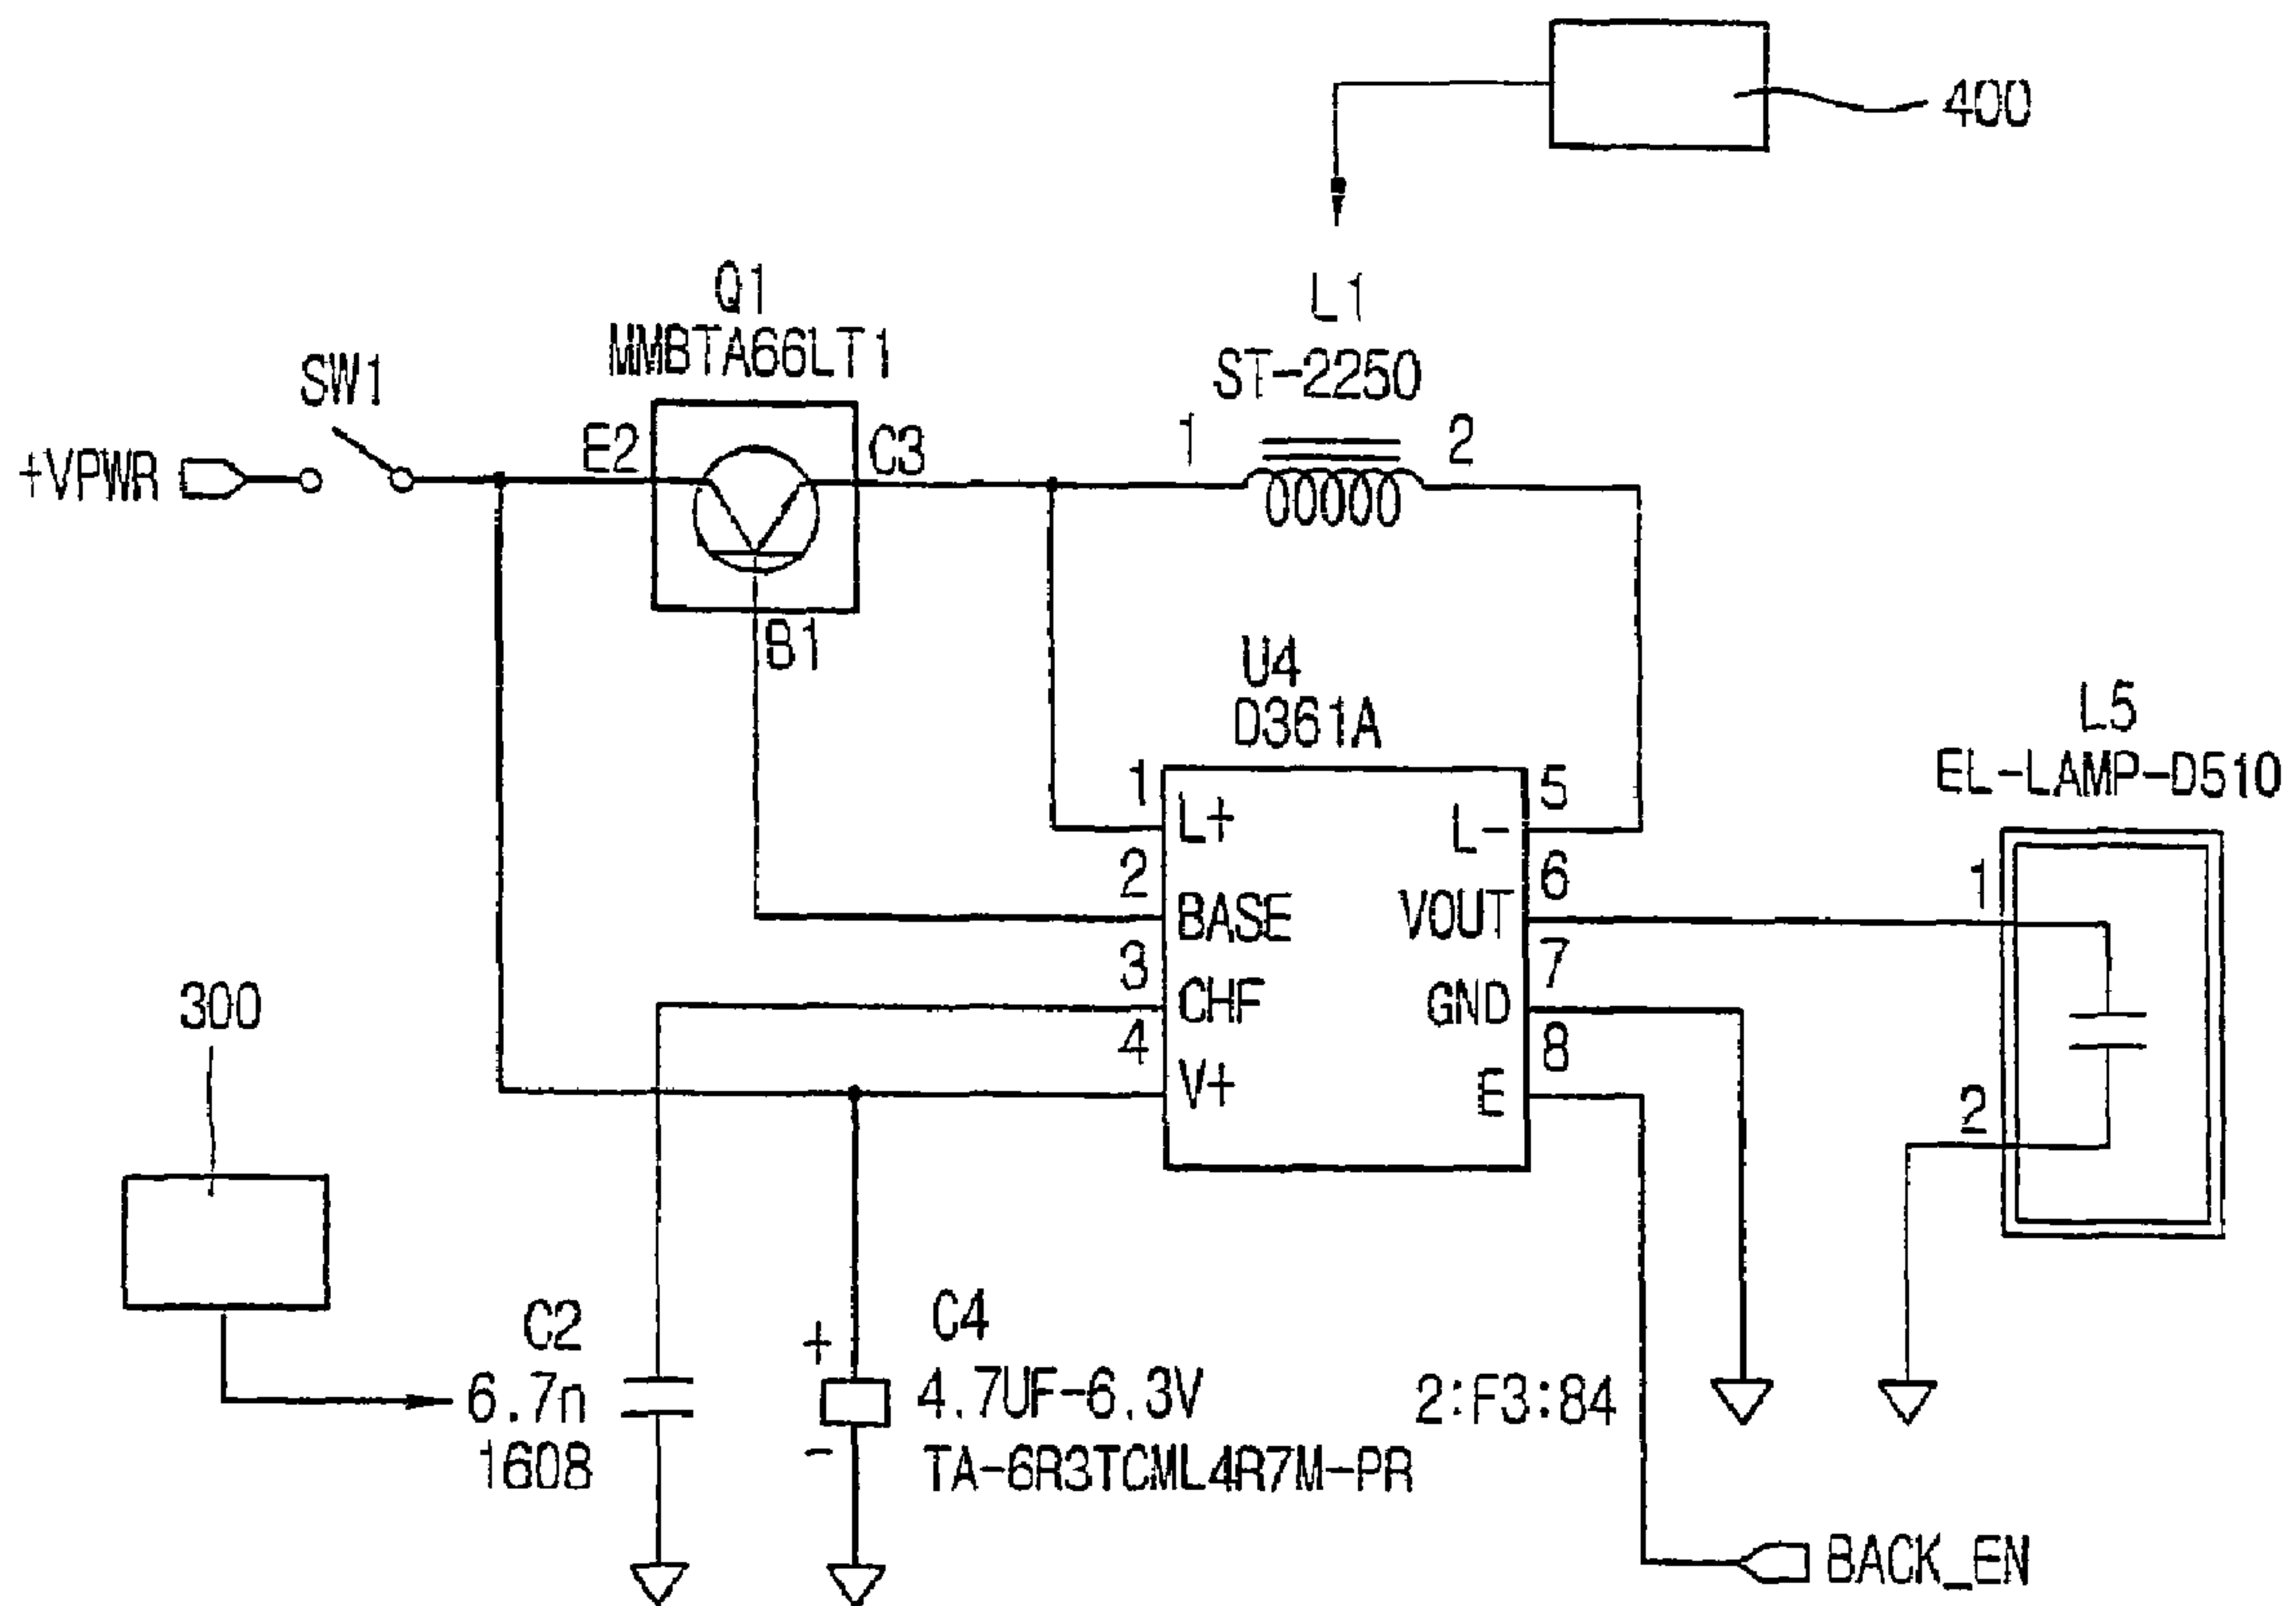 400
Q1
MMBTA66LT1
L1
ST-2250
SW1
+VPWR
E2
C3
1
2
B1
U4
D361A
L5
EL-LAMP-D510
1
L+
L-
5
2
BASE
VOUT
6
3
CHF
GND
7
4
V+
E
8
1
2
300
C2
6.7n
1608
+
-
C4
4.7UF-6.3V
TA-6R3TCML4R7M-PR
2:F3:84
BACK_EN